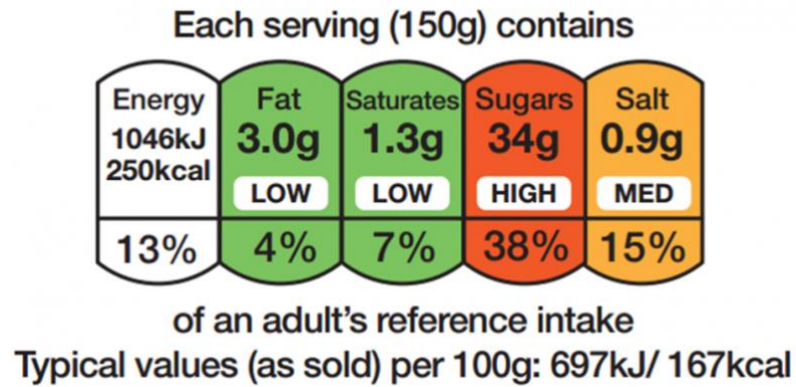 Each serving (150g) contains
Energy
1046kJ
250kcal
13%
Fat
3.0g
LOW
4%
Saturates
1.3g
LOW
7%
Sugars
34g
HIGH
38%
Salt
0.9g
MED
15%
of an adult's reference intake
Typical values (as sold) per 100g: 697kJ/ 167kcal